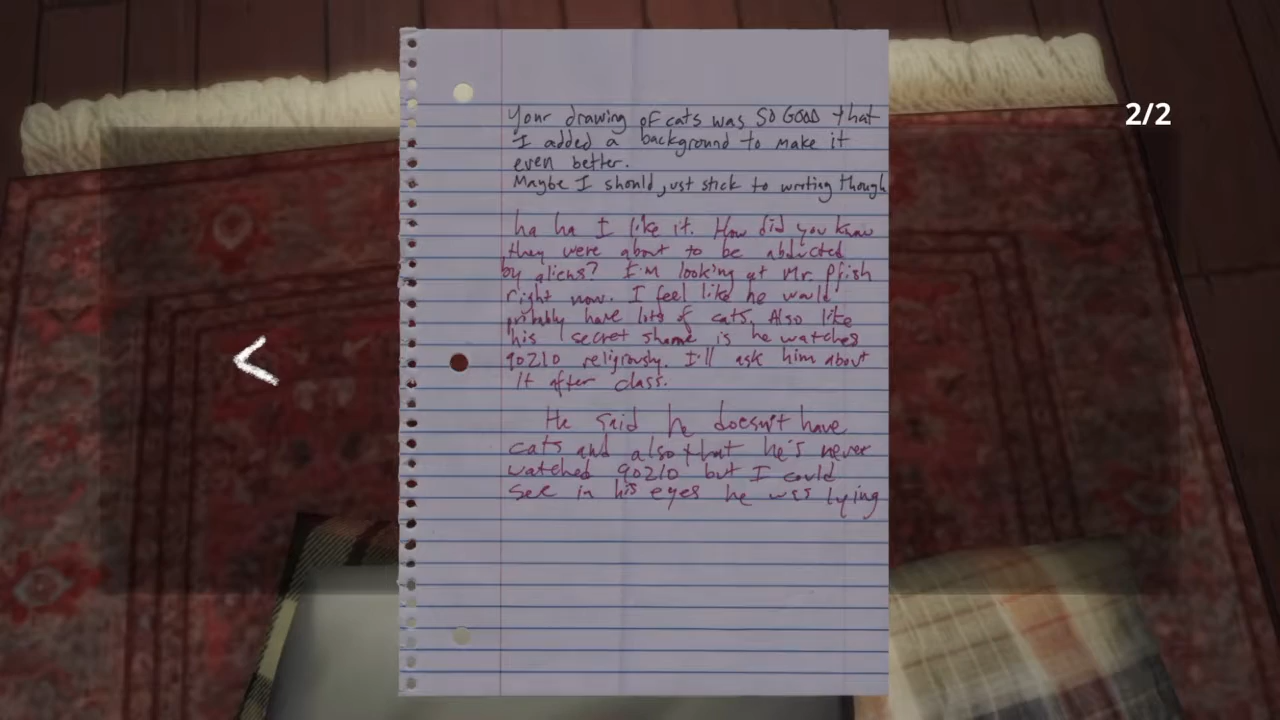 2/2
Your drawing of cats was SO GOOD that
I added a background to make it
even better.
Maybe I should just stick to writing though
ha ha I like it. How did you know
they were about to be abducted
by aliens? I'm looking at Mr. Pfish
right now. I feel like he would
probably have lots of cats. Also like
his secret shame is he watches
90210 religiously. I'll ask him about
it after class.
He said he doesn't have
cats and also that he's never
watched 90210 but I could
see in his eyes he was lying